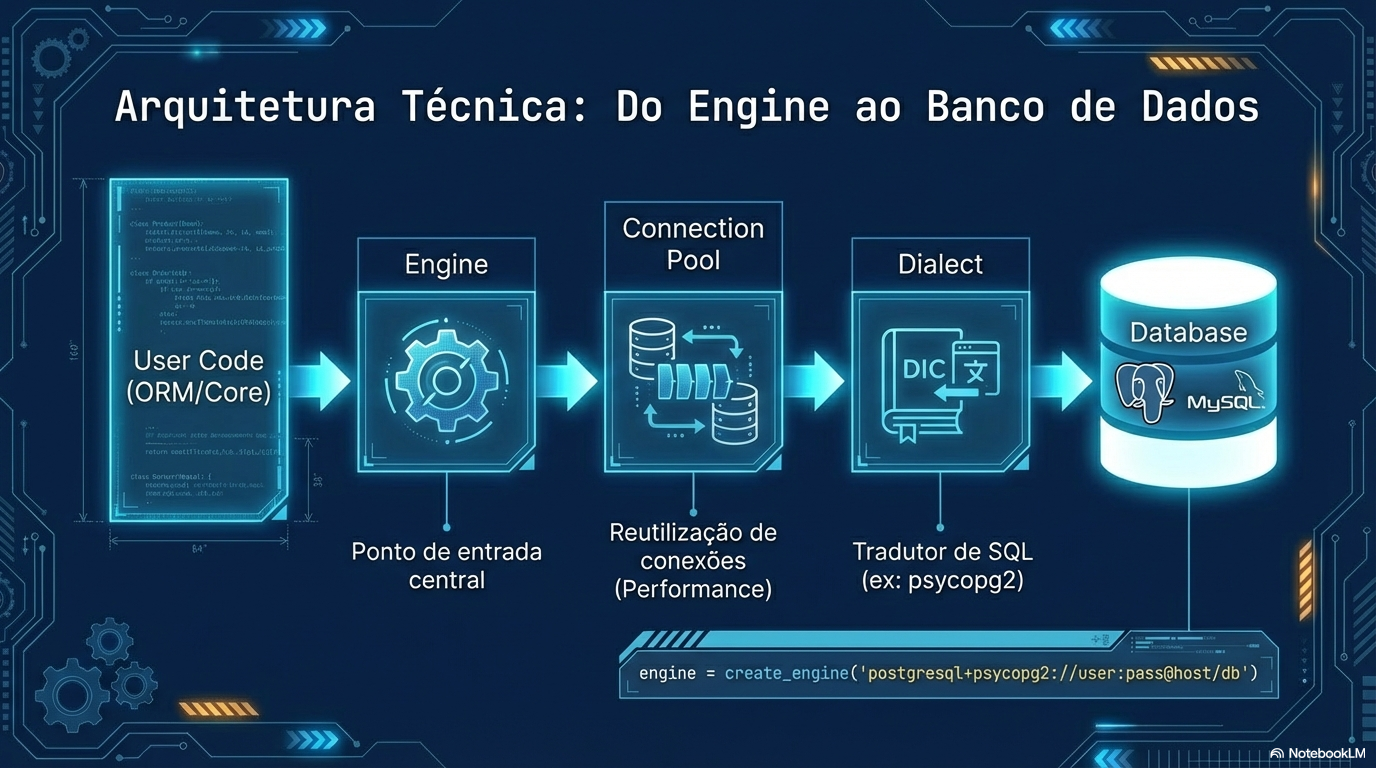 Arquitetura Técnica: Do Engine ao Banco de Dados
User Code
(ORM/Core)
Engine
Ponto de entrada
central
Connection
Pool
Reutilização de
conexões
(Performance)
Dialect
DIC
文
Tradutor de SQL
(ex: psycopg2)
Database
MySQL
engine = create_engine('postgresql+psycopg2://user:pass@host/db')
NotebookLM